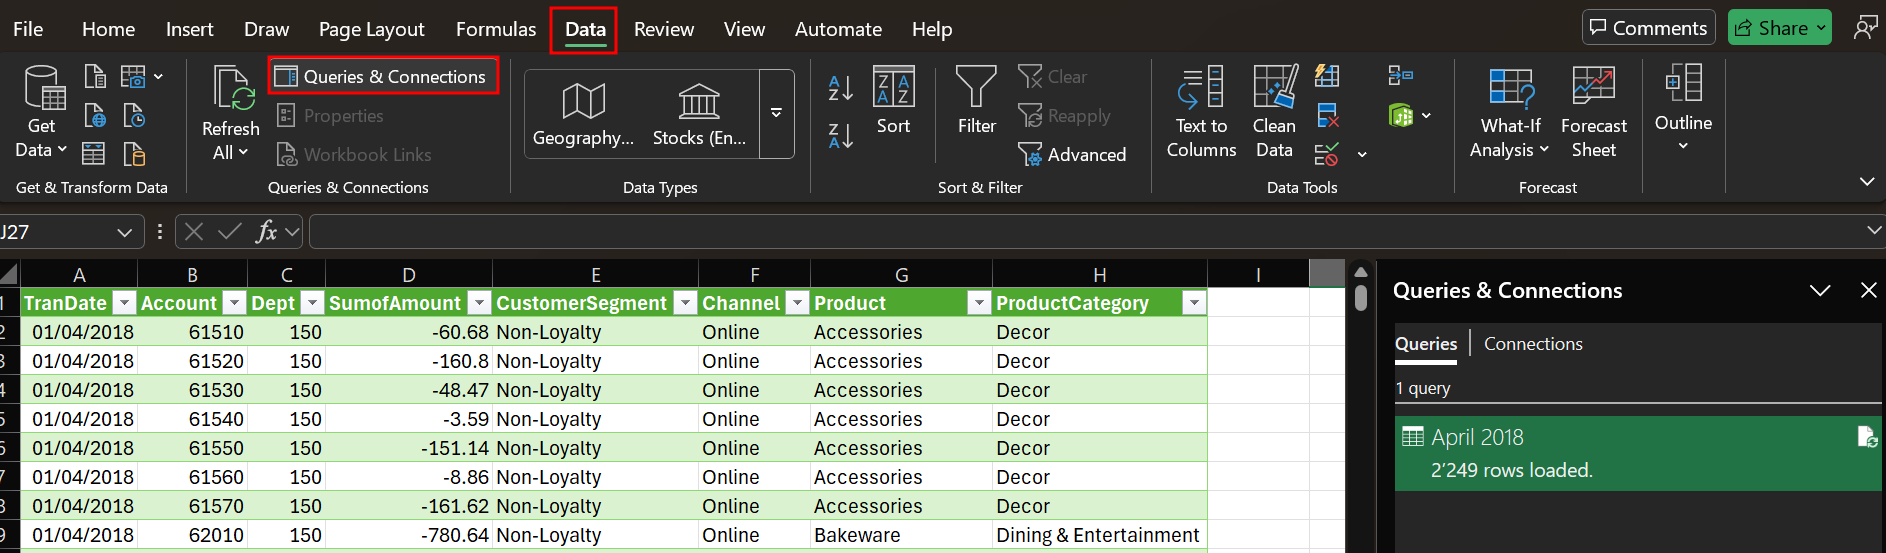 File Home Insert Draw Page Layout Formulas Data Review View Automate Help Comments Share
Get Data
Refresh All
Queries & Connections
Properties
Workbook Links
Geography...
Stocks (En...
Sort
Filter
Clear
Reapply
Advanced
Text to Columns
Clean Data
What-If Analysis
Forecast Sheet
Outline
Get & Transform Data Queries & Connections Data Types Sort & Filter Data Tools Forecast
J27 fx
A B C D E F G H I
1 TranDate Account Dept SumofAmount CustomerSegment Channel Product ProductCategory
2 01/04/2018 61510 150 -60.68 Non-Loyalty Online Accessories Decor
3 01/04/2018 61520 150 -160.8 Non-Loyalty Online Accessories Decor
4 01/04/2018 61530 150 -48.47 Non-Loyalty Online Accessories Decor
5 01/04/2018 61540 150 -3.59 Non-Loyalty Online Accessories Decor
6 01/04/2018 61550 150 -151.14 Non-Loyalty Online Accessories Decor
7 01/04/2018 61560 150 -8.86 Non-Loyalty Online Accessories Decor
8 01/04/2018 61570 150 -161.62 Non-Loyalty Online Accessories Decor
9 01/04/2018 62010 150 -780.64 Non-Loyalty Online Bakeware Dining & Entertainment
Queries & Connections
Queries | Connections
1 query
April 2018
2'249 rows loaded.